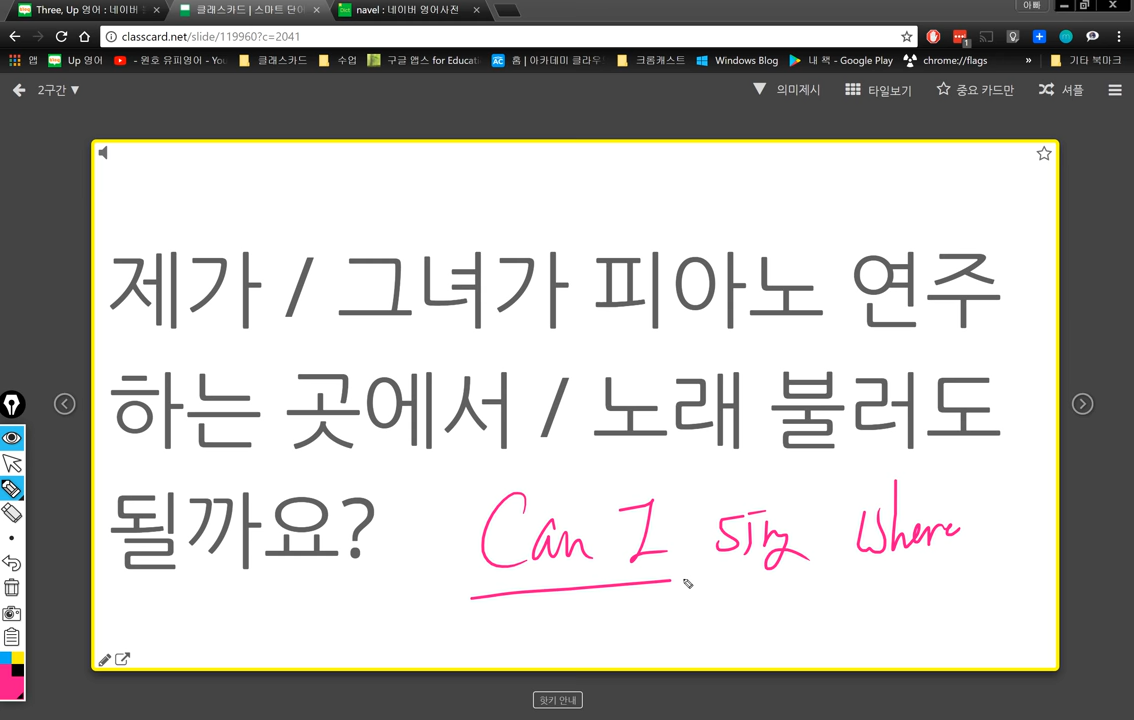 Three, Up 영어 : 네이버
클래스카드 | 스마트 단어
navel : 네이버 영어사전
아빠
classcard.net/slide/119960?c=2041
앱
Up 영어
- 원호 유피영어 - You
클래스카드
수업
구글 앱스 for Educati
홈 | 아카데미 클라우
크롬캐스트
Windows Blog
내 책 - Google Play
chrome://flags
»
기타 북마크
2구간 ▼
▼ 의미제시
타일보기
중요 카드만
셔플
제가 / 그녀가 피아노 연주
하는 곳에서 / 노래 불러도
될까요?
Can I sing where
핫키 안내